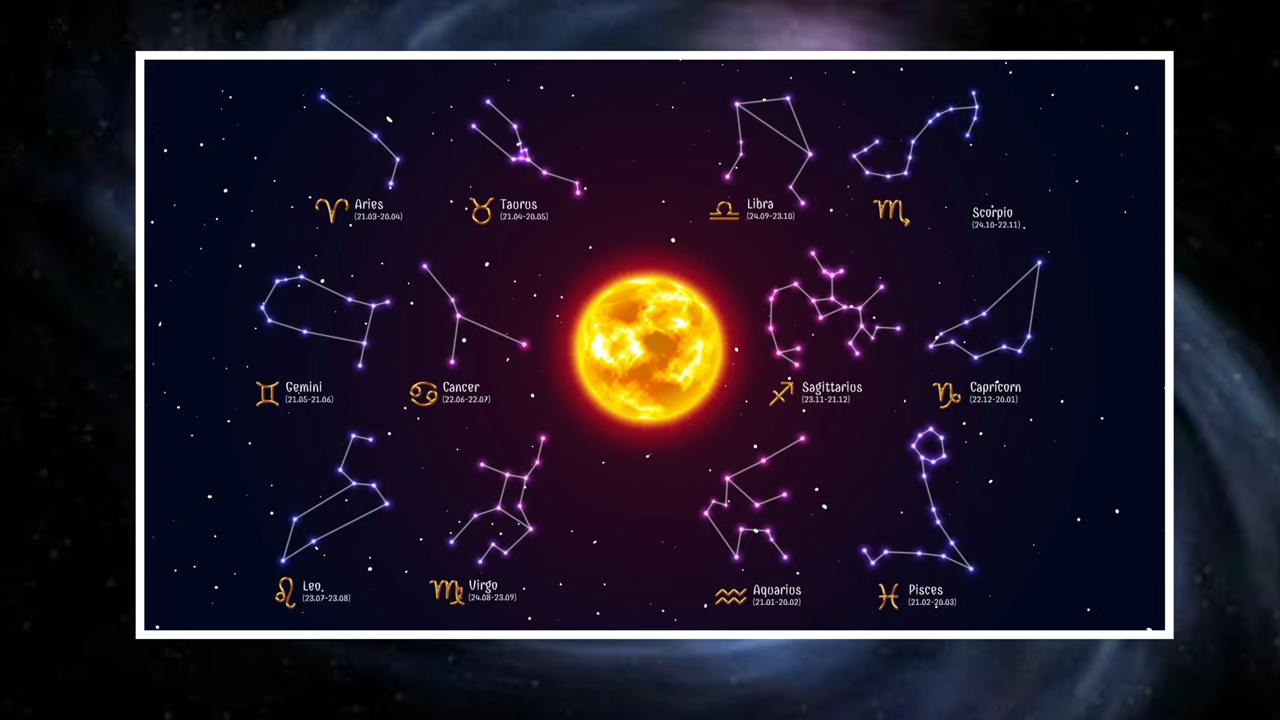 Aries
(21.03-20.04)
Taurus
(21.04-20.05)
Libra
(24.09-23.10)
Scorpio
(24.10-22.11)
Gemini
(21.05-21.06)
Cancer
(22.06-22.07)
Sagittarius
(23.11-21.12)
Capricorn
(22.12-20.01)
Leo
(23.07-23.08)
Virgo
(24.08-23.09)
Aquarius
(21.01-20.02)
Pisces
(21.02-20.03)